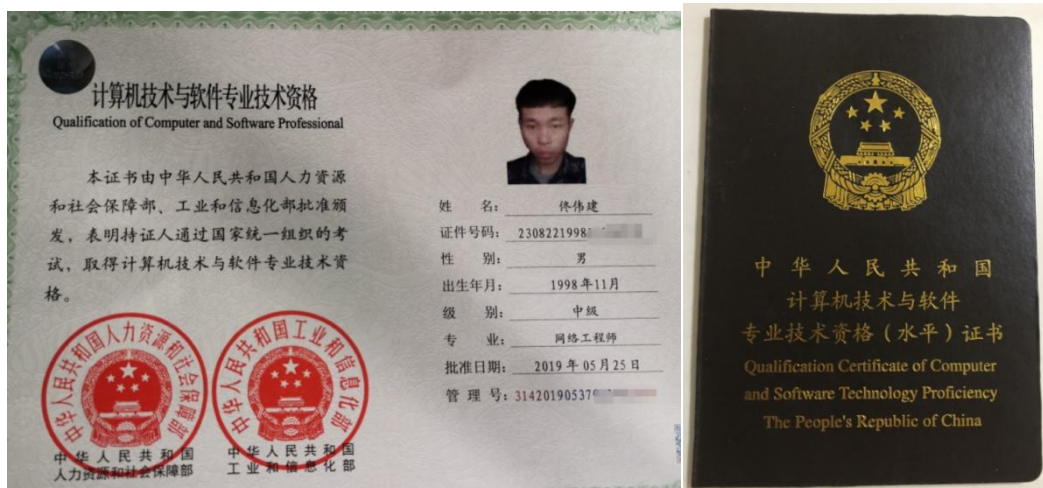 计算机技术与软件专业技术资格
Qualification of Computer and Software Professional
本证书由中华人民共和国人力资源
和社会保障部、工业和信息化部批准颁
发，表明持证人通过国家统一组织的考
试，取得计算机技术与软件专业技术资
格。
中华人民共和国人力资源和社会保障部
中华人民共和国工业和信息化部
中华人民共和国
人力资源和社会保障部
中华人民共和国
工业和信息化部
姓 名： 佟伟建
证件号码： 2308221998
性 别： 男
出生年月： 1998年11月
级 别： 中级
专 业： 网络工程师
批准日期： 2019 年 05月 25 日
管 理 号： 314201905370
中华人民共和国
计算机技术与软件
专业技术资格（水平）证书
Qualification Certificate of Computer
and Software Technology Proficiency
The People's Republic of China